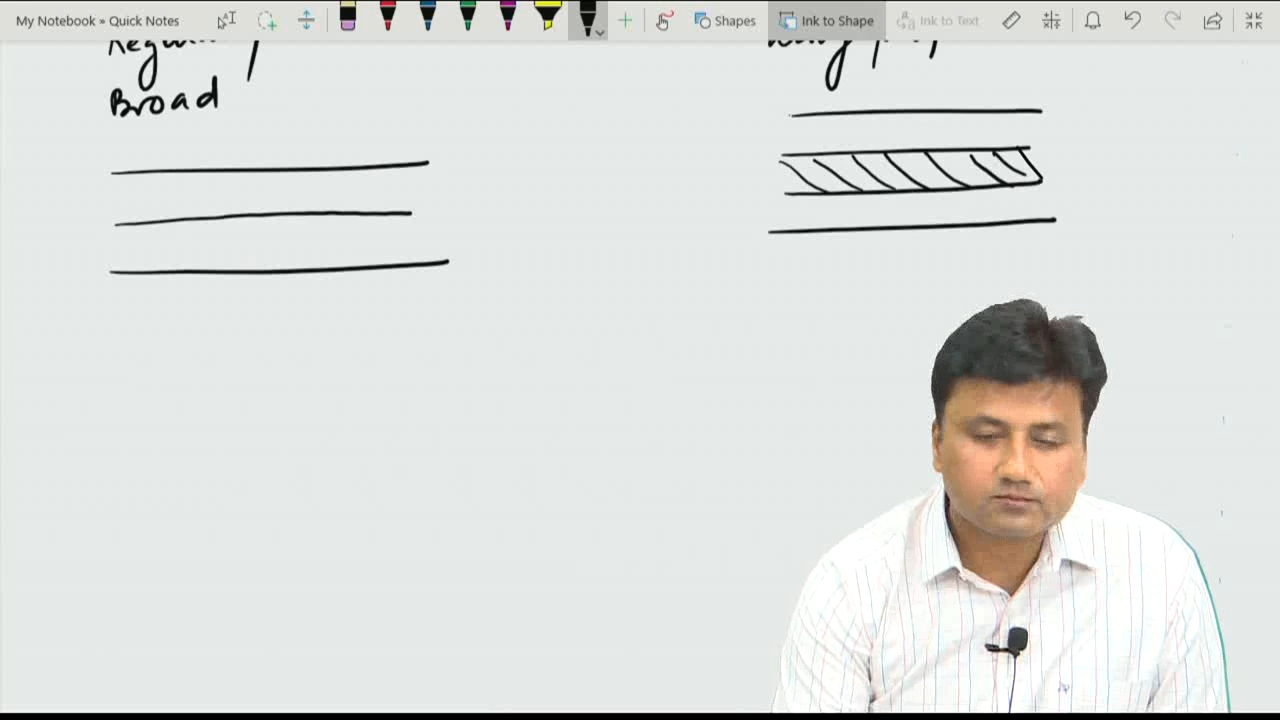 My Notebook » Quick Notes
Shapes
Ink to Shape
Ink to Text
Broad